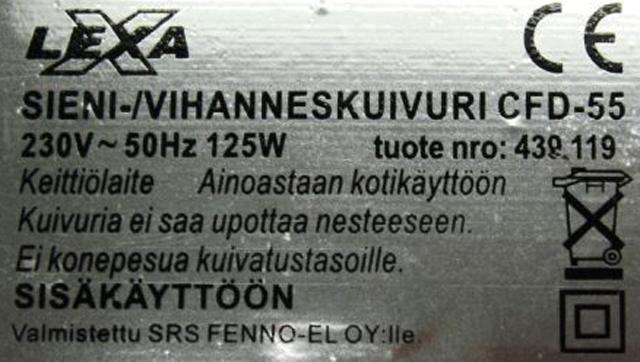 LEXA CE
SIENI-/VIHANNESKUIVURI CFD-55
230V~50Hz 125W tuote nro: 439.119
Keittiölaite Ainoastaan kotikäyttöön
Kuivuria ei saa upottaa nesteeseen.
Ei konepesua kuivatustasoille.
SISÄKÄYTTÖÖN
Valmistettu SRS FENNO-EL OY:lle.